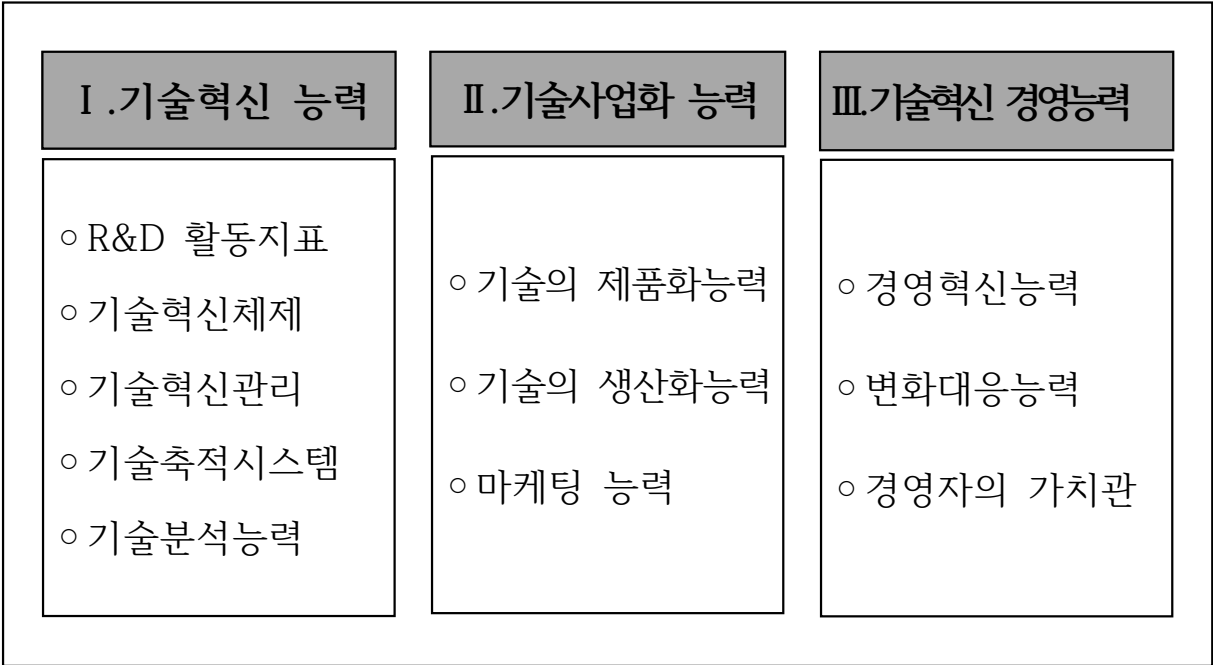 Ⅰ.기술혁신 능력
○ R&D 활동지표
○ 기술혁신체제
○ 기술혁신관리
○ 기술축적시스템
○ 기술분석능력
Ⅱ.기술사업화 능력
○ 기술의 제품화능력
○ 기술의 생산화능력
○ 마케팅 능력
Ⅲ.기술혁신 경영능력
○ 경영혁신능력
○ 변화대응능력
○ 경영자의 가치관